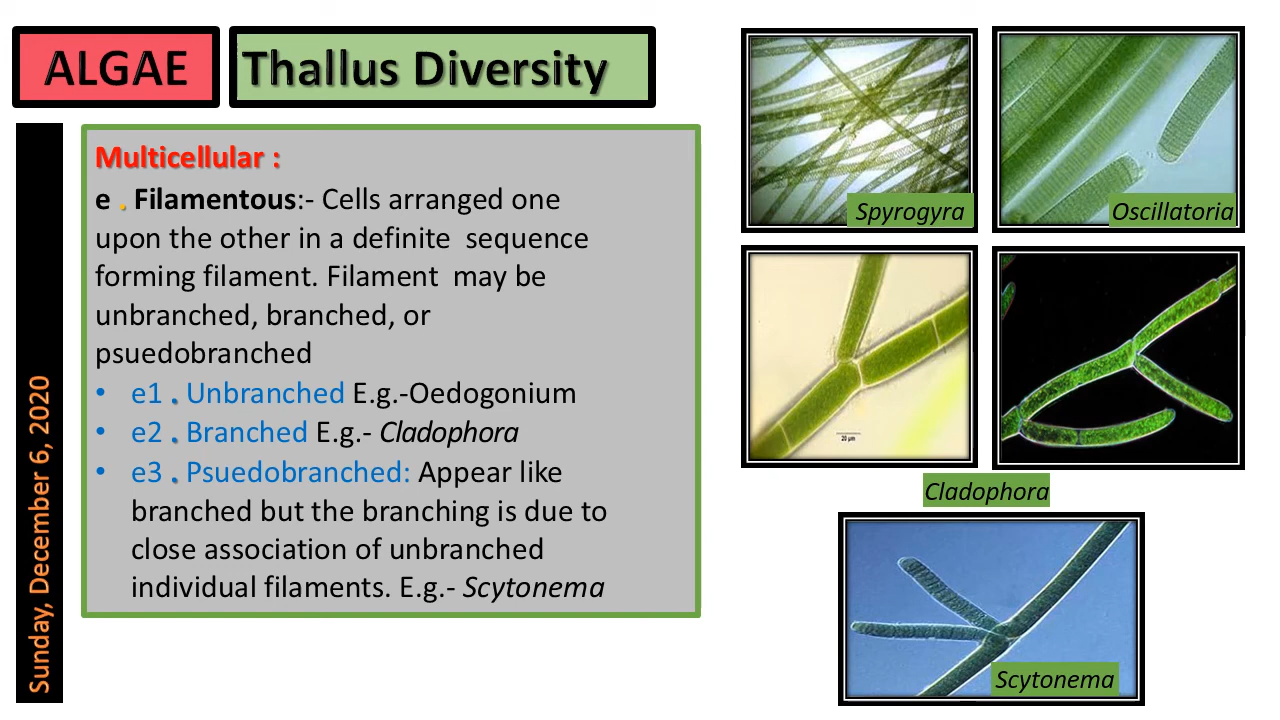 ALGAE
Thallus Diversity
Multicellular :
e . Filamentous:- Cells arranged one
upon the other in a definite sequence
forming filament. Filament may be
unbranched, branched, or
psuedobranched
• e1 . Unbranched E.g.-Oedogonium
• e2 . Branched E.g.- Cladophora
• e3 . Psuedobranched: Appear like
branched but the branching is due to
close association of unbranched
individual filaments. E.g.- Scytonema
Sunday, December 6, 2020
Spyrogyra
Oscillatoria
20 µm
Cladophora
Scytonema